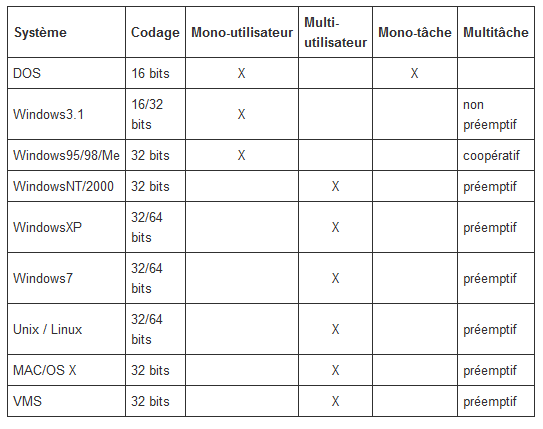 Système Codage Mono-utilisateur Multi-utilisateur Mono-tâche Multitâche
DOS 16 bits X X
Windows3.1 16/32 bits X non préemptif
Windows95/98/Me 32 bits X coopératif
WindowsNT/2000 32 bits X préemptif
WindowsXP 32/64 bits X préemptif
Windows7 32/64 bits X préemptif
Unix / Linux 32/64 bits X préemptif
MAC/OS X 32 bits X préemptif
VMS 32 bits X préemptif